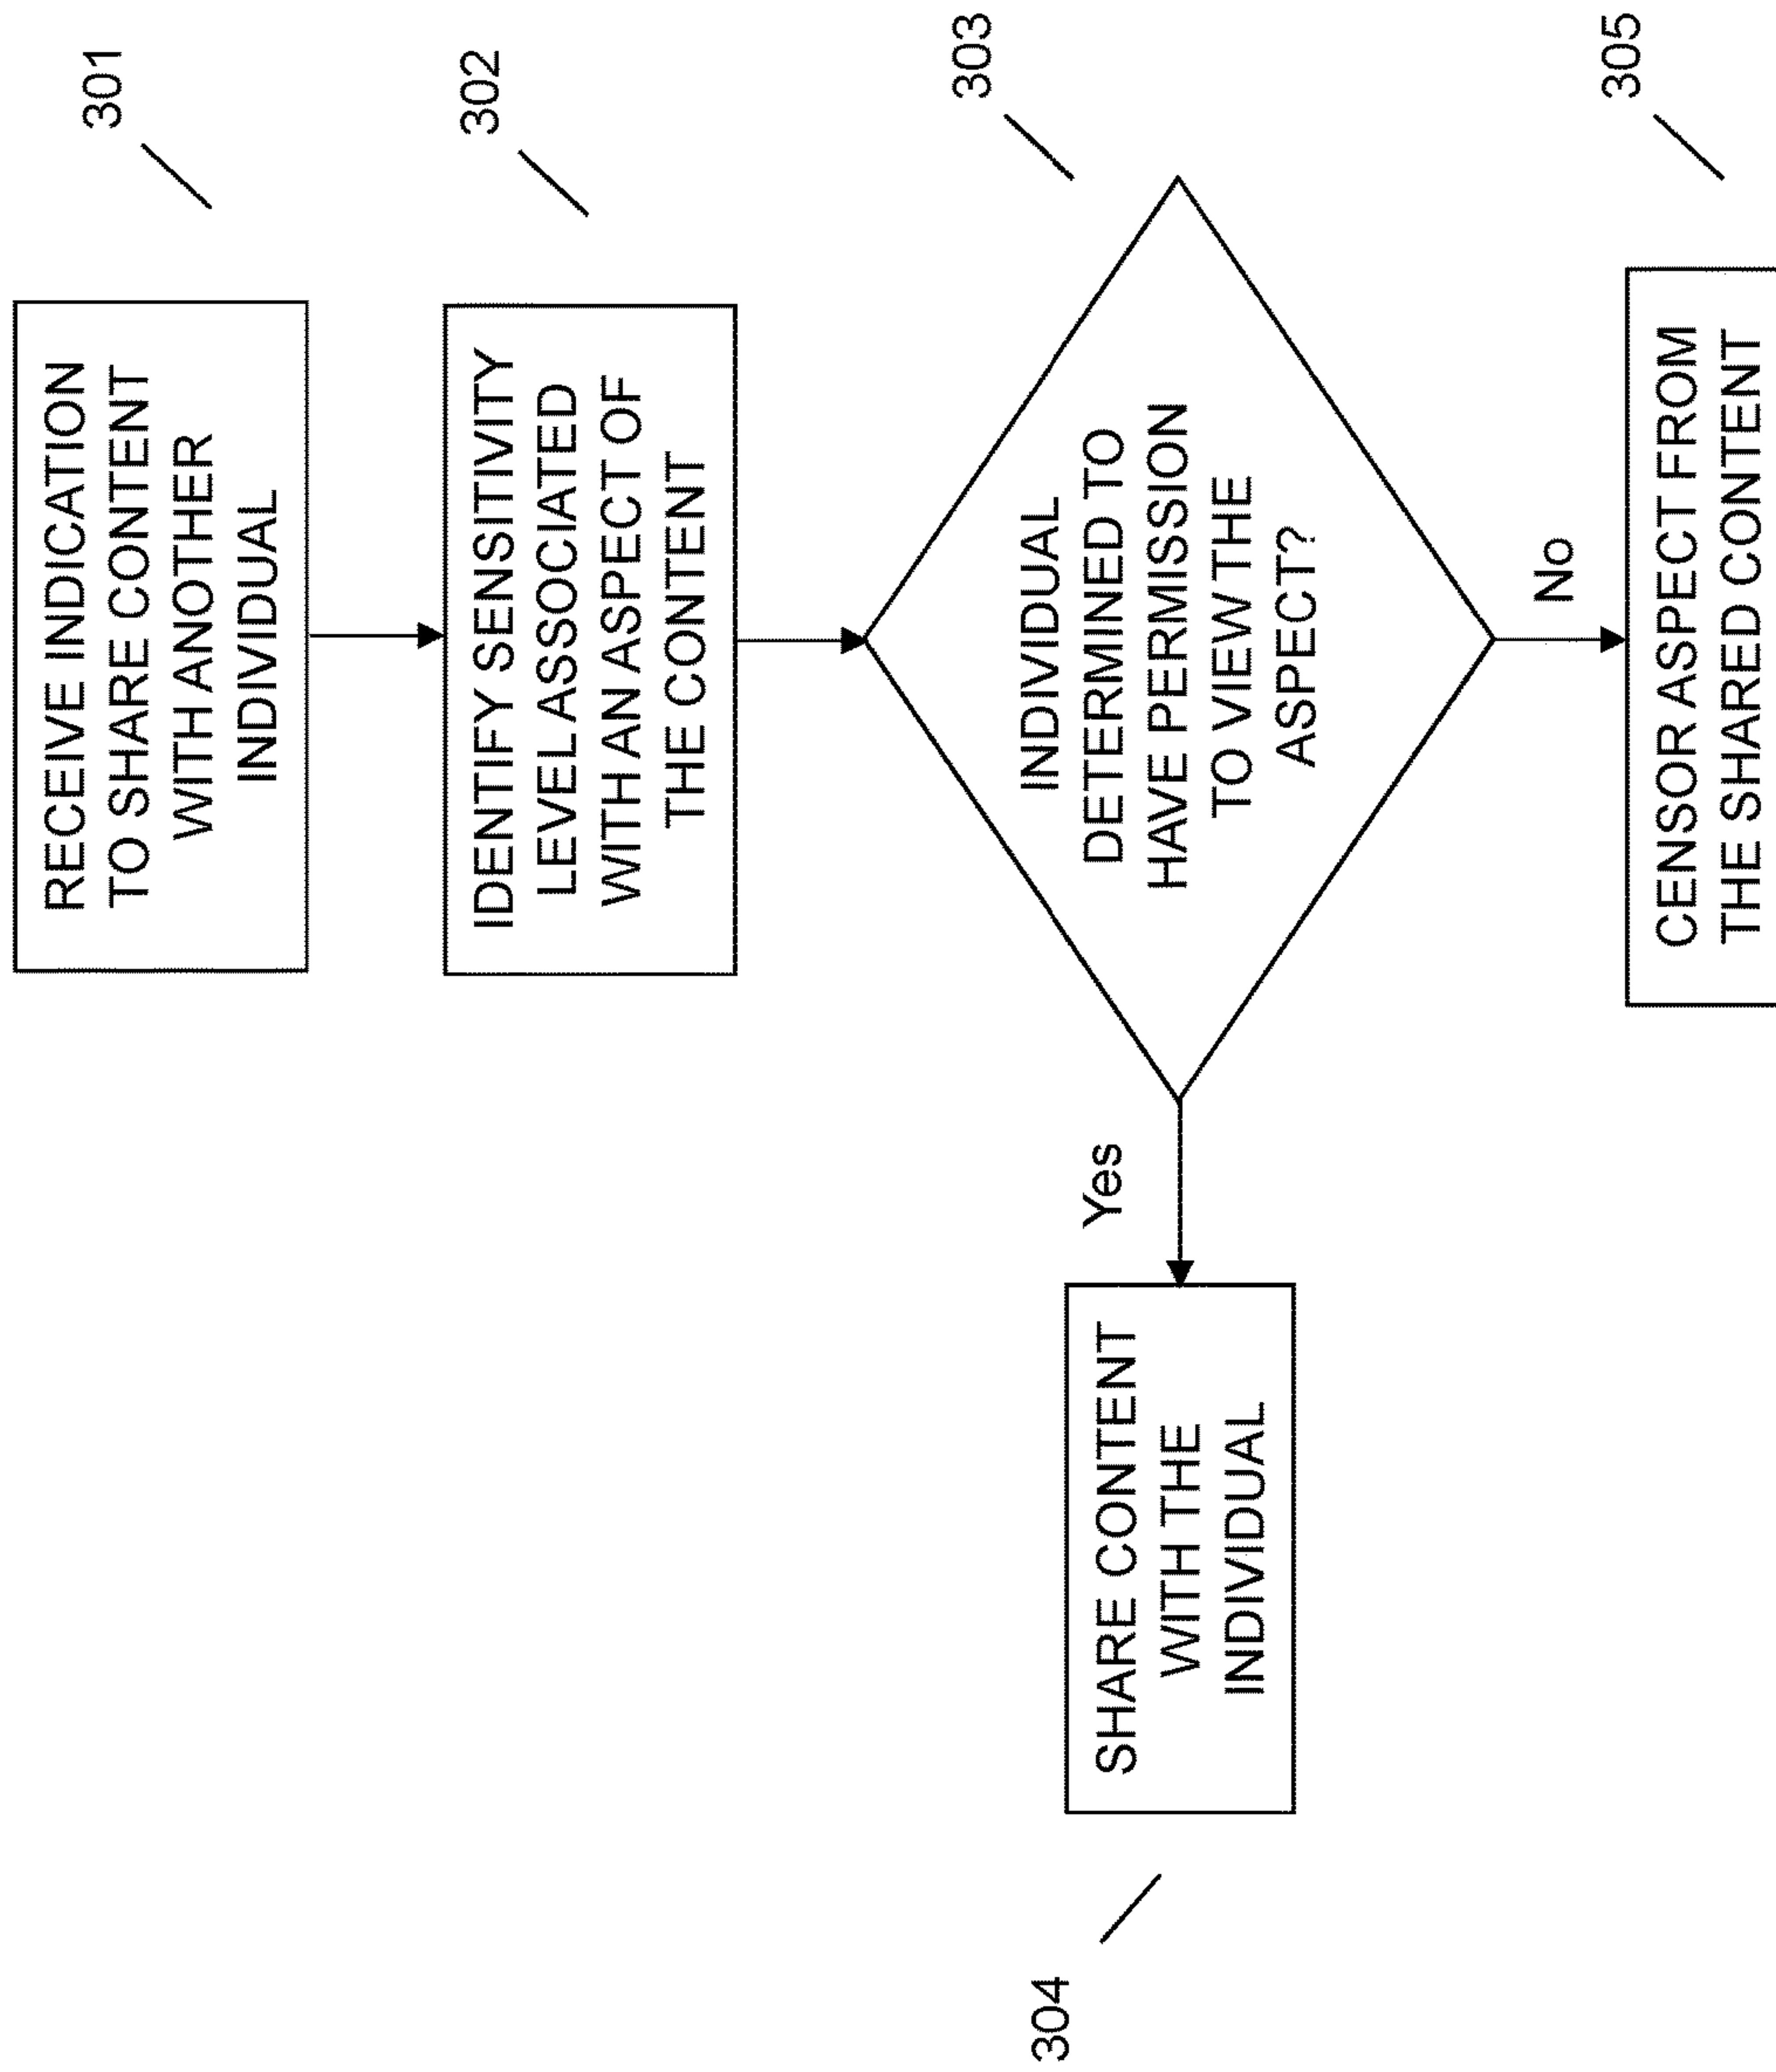 301
RECEIVE INDICATION
TO SHARE CONTENT
WITH ANOTHER
INDIVIDUAL
302
IDENTIFY SENSITIVITY
LEVEL ASSOCIATED
WITH AN ASPECT OF
THE CONTENT
303
INDIVIDUAL
DETERMINED TO
HAVE PERMISSION
TO VIEW THE
ASPECT?
Yes
304
SHARE CONTENT
WITH THE
INDIVIDUAL
No
305
CENSOR ASPECT FROM
THE SHARED CONTENT